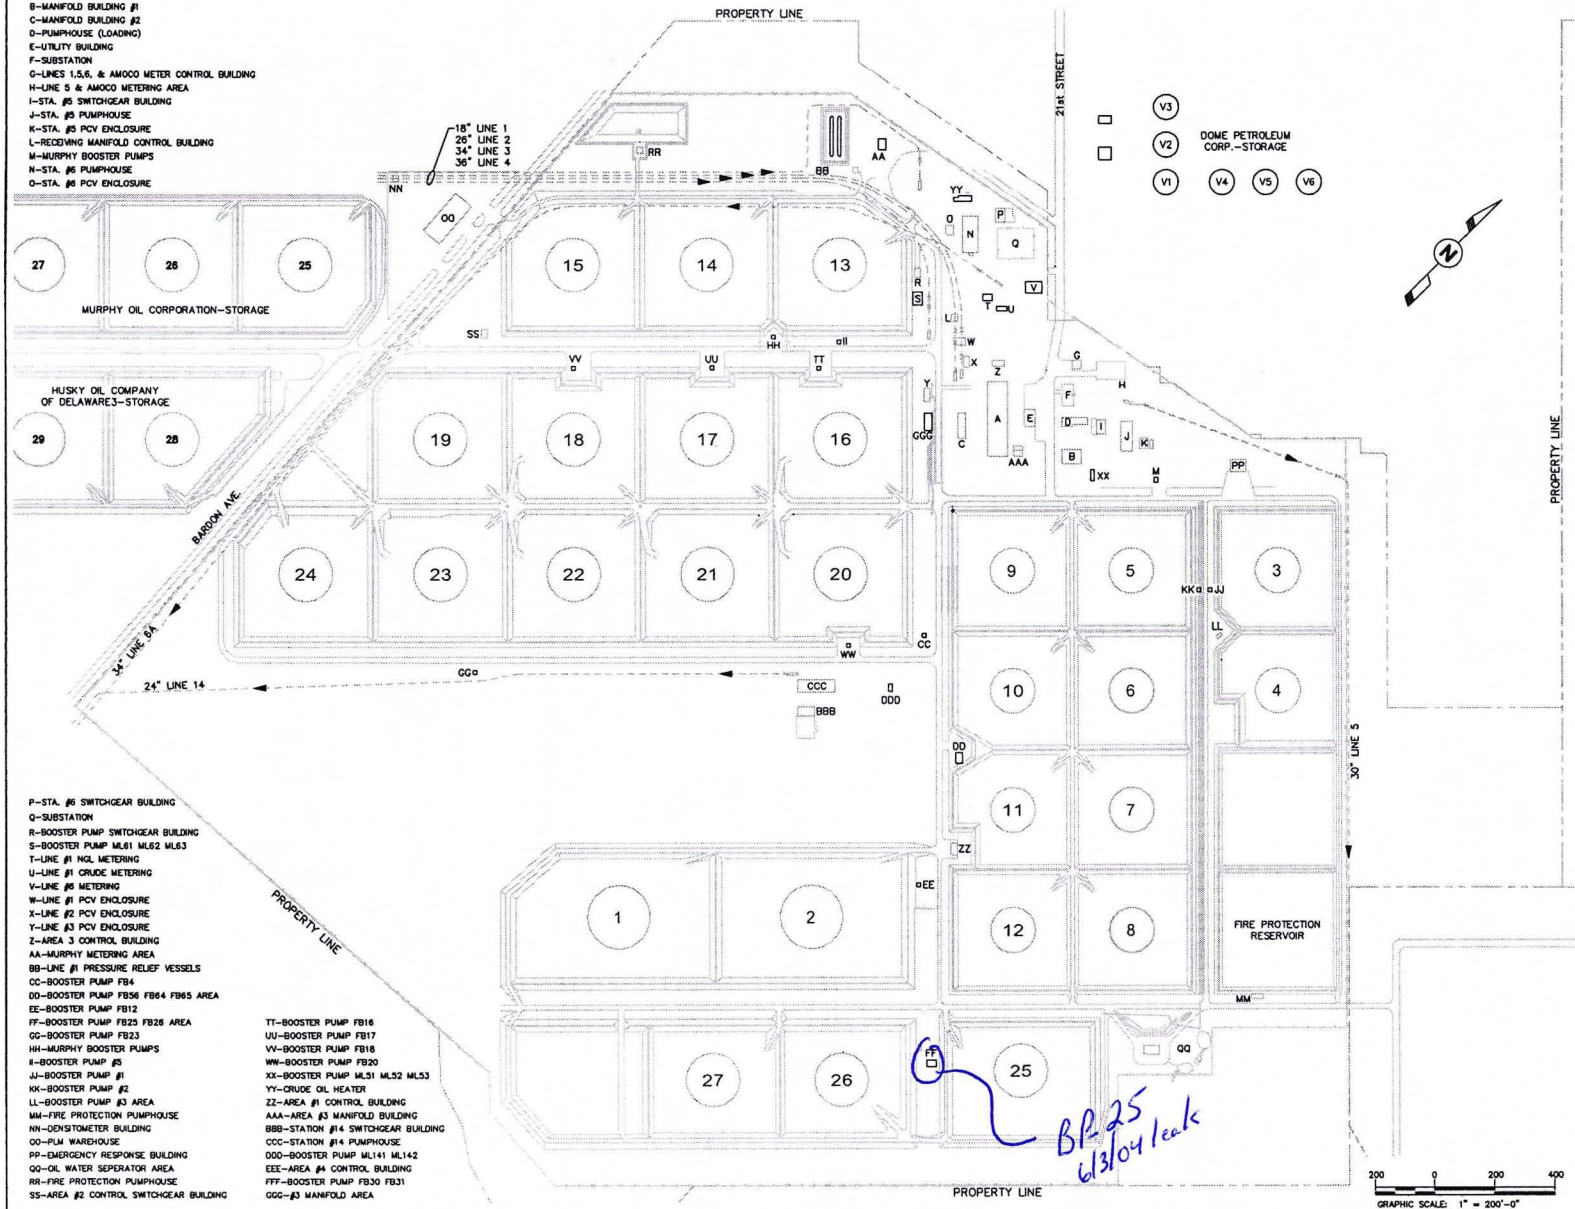 B-MANIFOLD BUILDING #1
C-MANIFOLD BUILDING #2
D-PUMPHOUSE (LOADING)
E-UTILITY BUILDING
F-SUBSTATION
G-LINES 1,5,6, & AMOCO METER CONTROL BUILDING
H-LINE 5 & AMOCO METERING AREA
I-STA. #5 SWITCHGEAR BUILDING
J-STA. #5 PUMPHOUSE
K-STA. #5 PCV ENCLOSURE
L-RECEIVING MANIFOLD CONTROL BUILDING
M-MURPHY BOOSTER PUMPS
N-STA. #6 PUMPHOUSE
O-STA. #6 PCV ENCLOSURE
PROPERTY LINE
21st STREET
18" LINE 1
26" LINE 2
34" LINE 3
36" LINE 4
NN
OO
RR
BB
AA
YY
O
N
P
Q
V3
V2
DOME PETROLEUM
CORP.-STORAGE
V1
V4
V5
V6
N
27
26
25
MURPHY OIL CORPORATION-STORAGE
15
14
13
R
S
T
U
V
L
W
X
Z
SS
HH
II
VV
UU
TT
G
H
HUSKY OIL COMPANY
OF DELAWARE3-STORAGE
29
28
19
18
17
16
Y
GGG
C
A
E
AAA
F
D
I
B
J
K
XX
M
PP
PROPERTY LINE
BARDON AVE.
24
23
22
21
20
9
5
3
KK
JJ
LL
CC
WW
34" LINE 6A
24" LINE 14
GG
CCC
DDD
BBB
10
6
4
DD
30" LINE 5
11
7
ZZ
PROPERTY LINE
1
2
EE
12
8
FIRE PROTECTION
RESERVOIR
MM
27
26
FF
25
QQ
BP-25
6/3/04 leak
P-STA. #6 SWITCHGEAR BUILDING
Q-SUBSTATION
R-BOOSTER PUMP SWITCHGEAR BUILDING
S-BOOSTER PUMP ML61 ML62 ML63
T-LINE #1 NGL METERING
U-LINE #1 CRUDE METERING
V-LINE #6 METERING
W-LINE #1 PCV ENCLOSURE
X-LINE #2 PCV ENCLOSURE
Y-LINE #3 PCV ENCLOSURE
Z-AREA 3 CONTROL BUILDING
AA-MURPHY METERING AREA
BB-LINE #1 PRESSURE RELIEF VESSELS
CC-BOOSTER PUMP FB4
DD-BOOSTER PUMP FB56 FB64 FB65 AREA
EE-BOOSTER PUMP FB12
FF-BOOSTER PUMP FB25 FB26 AREA
GG-BOOSTER PUMP FB23
HH-MURPHY BOOSTER PUMPS
II-BOOSTER PUMP #5
JJ-BOOSTER PUMP #1
KK-BOOSTER PUMP #2
LL-BOOSTER PUMP #3 AREA
MM-FIRE PROTECTION PUMPHOUSE
NN-DENSITOMETER BUILDING
OO-PLM WAREHOUSE
PP-EMERGENCY RESPONSE BUILDING
QQ-OIL WATER SEPERATOR AREA
RR-FIRE PROTECTION PUMPHOUSE
SS-AREA #2 CONTROL SWITCHGEAR BUILDING
TT-BOOSTER PUMP FB16
UU-BOOSTER PUMP FB17
VV-BOOSTER PUMP FB18
WW-BOOSTER PUMP FB20
XX-BOOSTER PUMP ML51 ML52 ML53
YY-CRUDE OIL HEATER
ZZ-AREA #1 CONTROL BUILDING
AAA-AREA #3 MANIFOLD BUILDING
BBB-STATION #14 SWITCHGEAR BUILDING
CCC-STATION #14 PUMPHOUSE
DDD-BOOSTER PUMP ML141 ML142
EEE-AREA #4 CONTROL BUILDING
FFF-BOOSTER PUMP FB30 FB31
GGG-#3 MANIFOLD AREA
PROPERTY LINE
200 0 200 400
GRAPHIC SCALE: 1" = 200'-0"